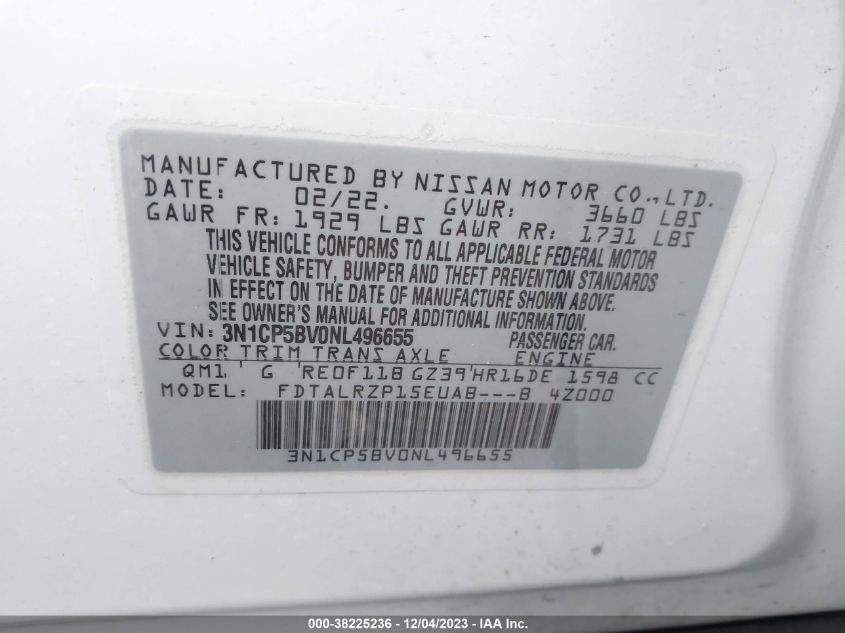 MANUFACTURED BY NISSAN MOTOR CO., LTD.
DATE: 02/22. GVWR: 3660 LBS
GAWR FR: 1929 LBS GAWR RR: 1731 LBS
THIS VEHICLE CONFORMS TO ALL APPLICABLE FEDERAL MOTOR
VEHICLE SAFETY, BUMPER AND THEFT PREVENTION STANDARDS
IN EFFECT ON THE DATE OF MANUFACTURE SHOWN ABOVE.
SEE OWNER'S MANUAL FOR ADDITIONAL INFORMATION.
VIN: 3N1CP5BV0NL496655 PASSENGER CAR.
COLOR TRIM TRANS AXLE ENGINE
QM1 G RE0F11B GZ39 HR16DE 1598 CC
MODEL: FDTALRZP15EUAB---B 4Z000
3N1CP5BV0NL496655
000-38225236 - 12/04/2023 - IAA Inc.